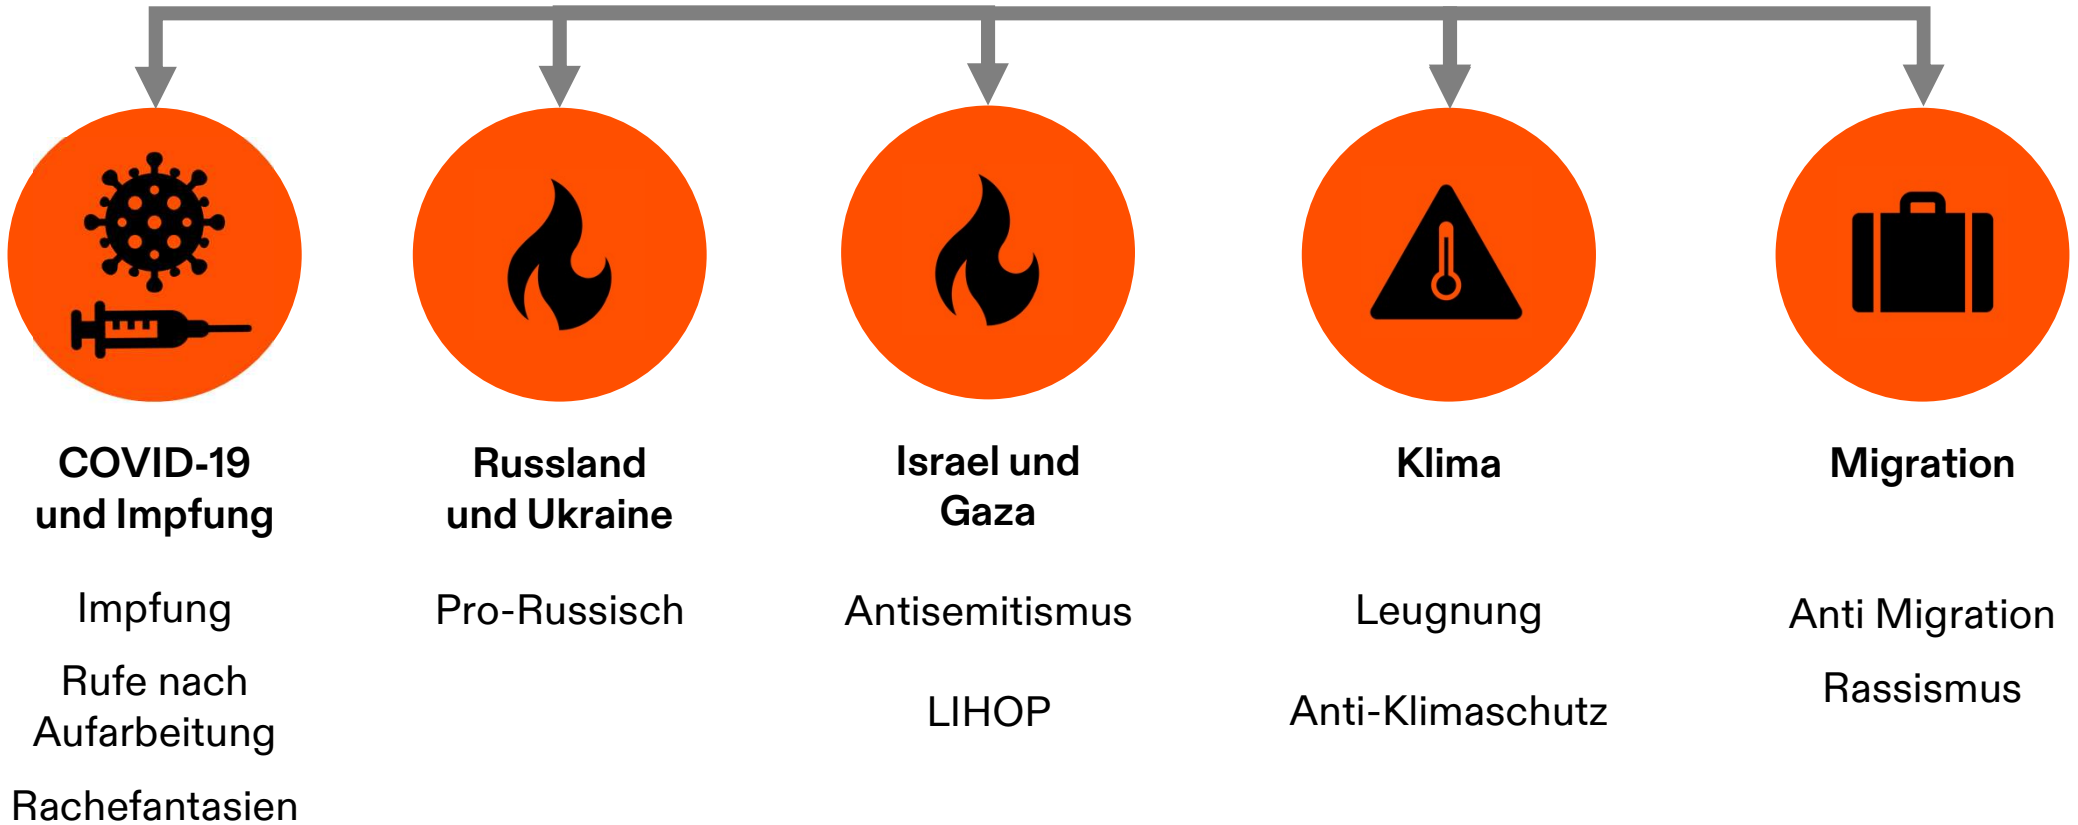 COVID-19
und Impfung
Impfung
Rufe nach
Aufarbeitung
Rachefantasien
Russland
und Ukraine
Pro-Russisch
Israel und
Gaza
Antisemitismus
LIHOP
Klima
Leugnung
Anti-Klimaschutz
Migration
Anti Migration
Rassismus